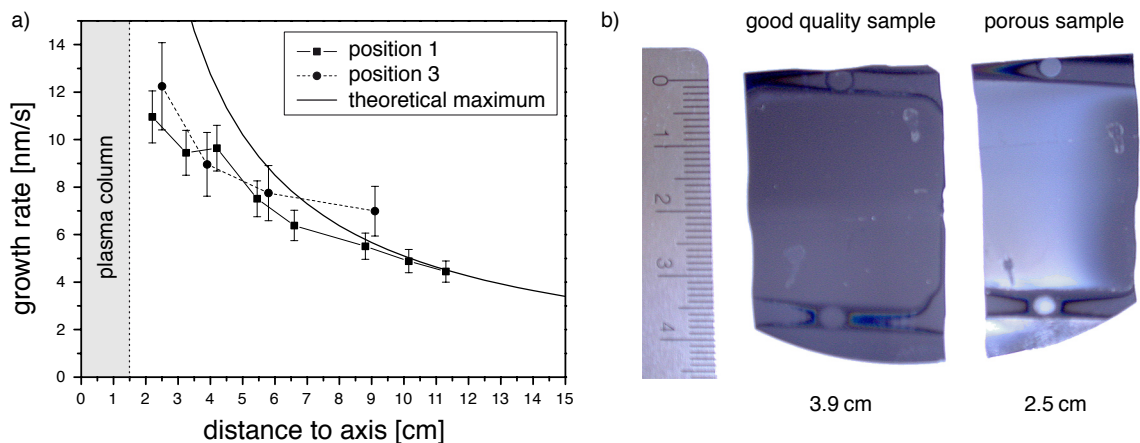 a)
growth rate [nm/s]
14
12
10
8
6
4
2
0
plasma column
position 1
position 3
theoretical maximum
0 1 2 3 4 5 6 7 8 9 10 11 12 13 14 15
distance to axis [cm]
b)
good quality sample
porous sample
0
1
2
3
4
3.9 cm
2.5 cm